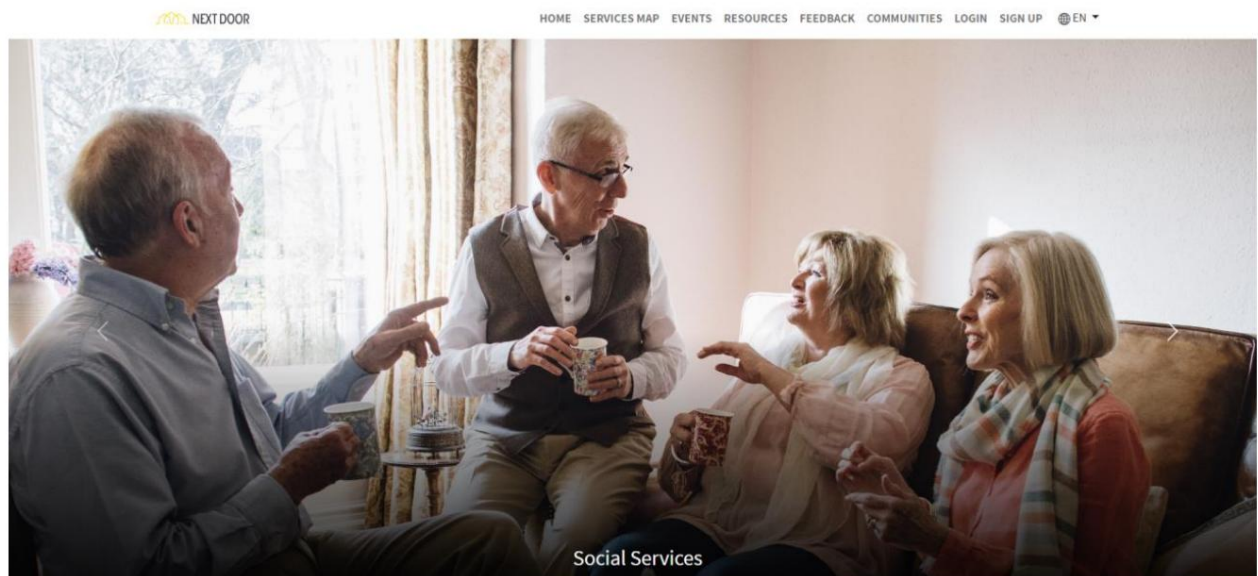 NEXT DOOR
HOME SERVICES MAP EVENTS RESOURCES FEEDBACK COMMUNITIES LOGIN SIGN UP EN
Social Services